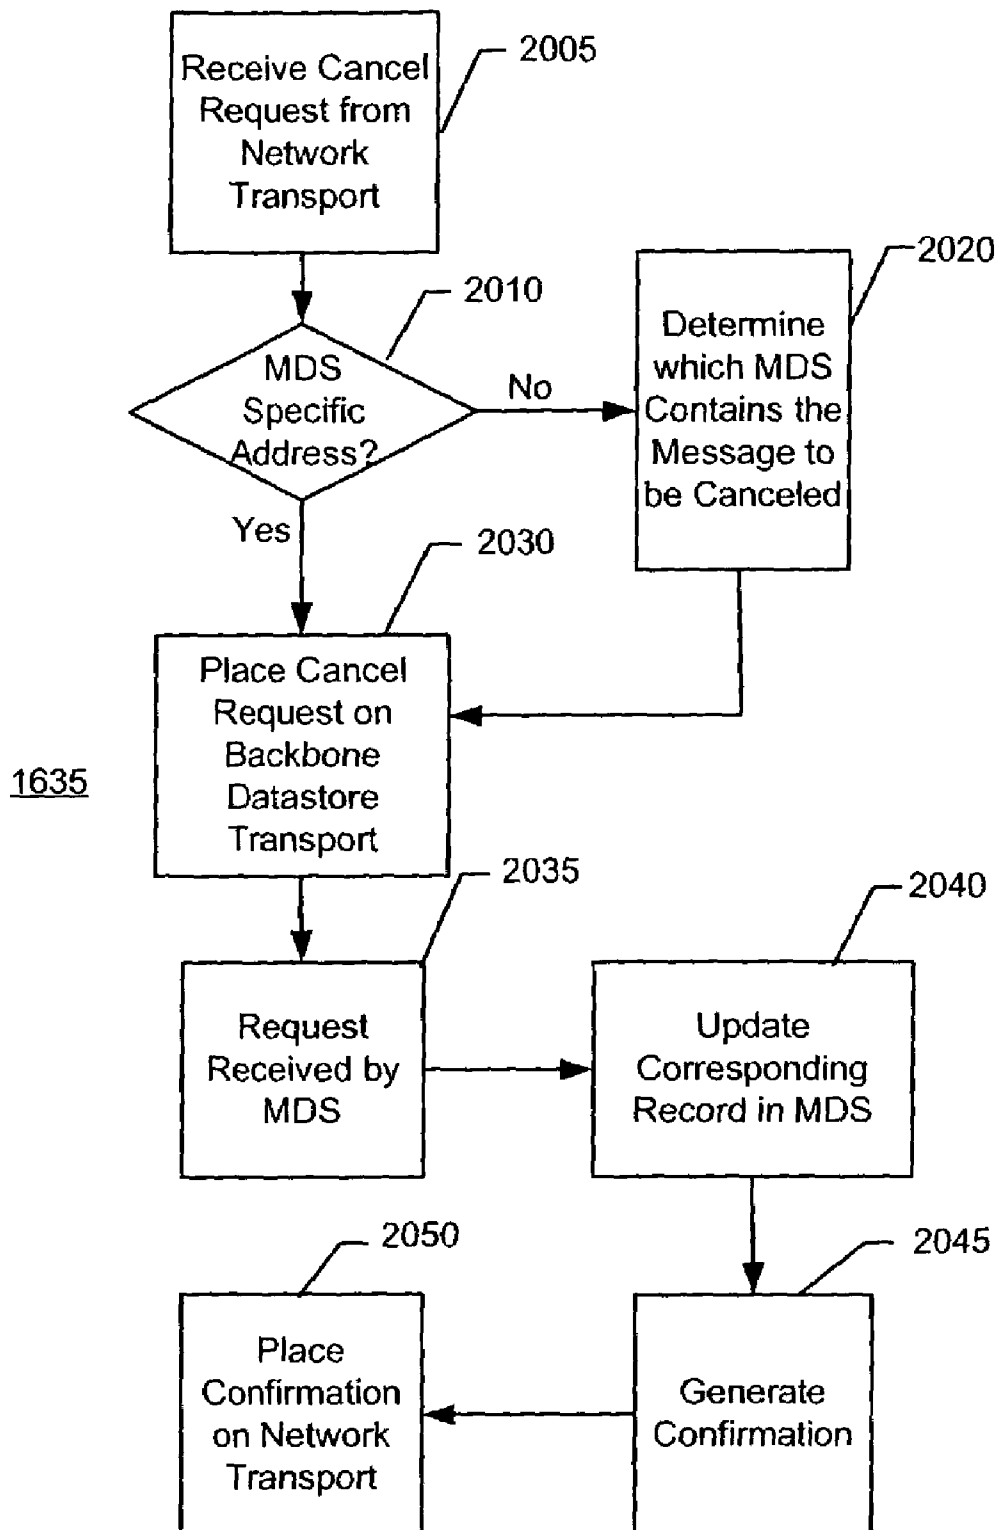 Receive Cancel
Request from
Network
Transport
2005
MDS
Specific
Address?
2010
No
Yes
Determine
which MDS
Contains the
Message to
be Canceled
2020
Place Cancel
Request on
Backbone
Datastore
Transport
2030
1635
Request
Received by
MDS
2035
Update
Corresponding
Record in MDS
2040
Generate
Confirmation
2045
Place
Confirmation
on Network
Transport
2050